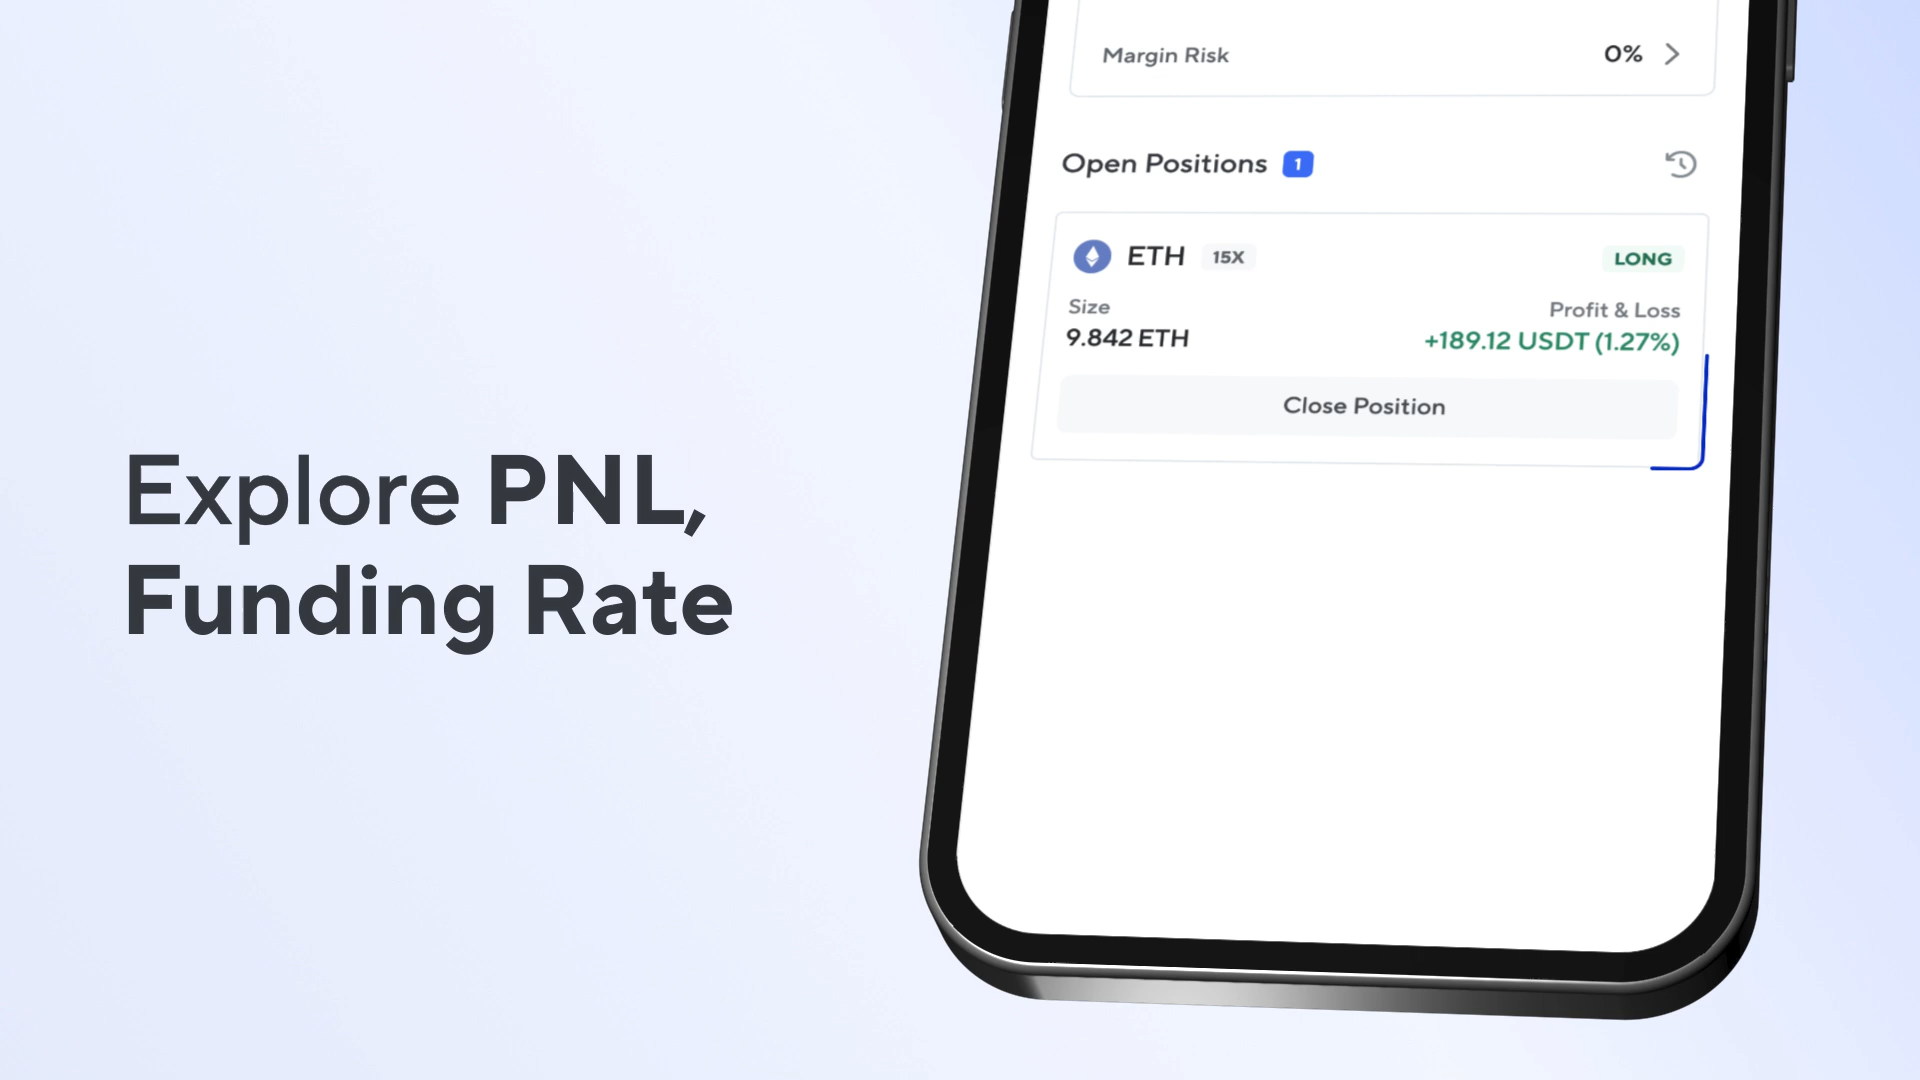 Explore PNL,
Funding Rate
Margin Risk 0%
Open Positions 1
ETH 15X LONG
Size Profit & Loss
9.842 ETH +189.12 USDT (1.27%)
Close Position